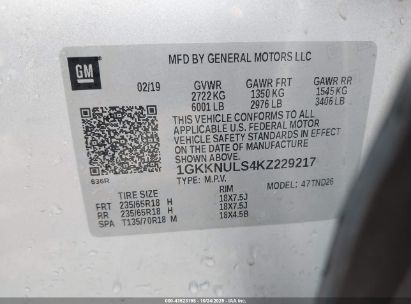 MFD BY GENERAL MOTORS LLC
GM
02/19 GVWR GAWR FRT GAWR RR
2722 KG 1350 KG 1545 KG
6001 LB 2976 LB 3406 LB
THIS VEHICLE CONFORMS TO ALL
APPLICABLE U.S. FEDERAL MOTOR
VEHICLE SAFETY STANDARDS IN EFFECT
ON THE DATE OF MANUFACTURE
SHOWN ABOVE.
1GKKNULS4KZ229217
636R TYPE: M.P.V. MODEL: 47TND26
TIRE SIZE RIM
FRT 235/65R18 H 18X7.5J
RR 235/65R18 H 18X7.5J
SPA T135/70R18 M 18X4.5B